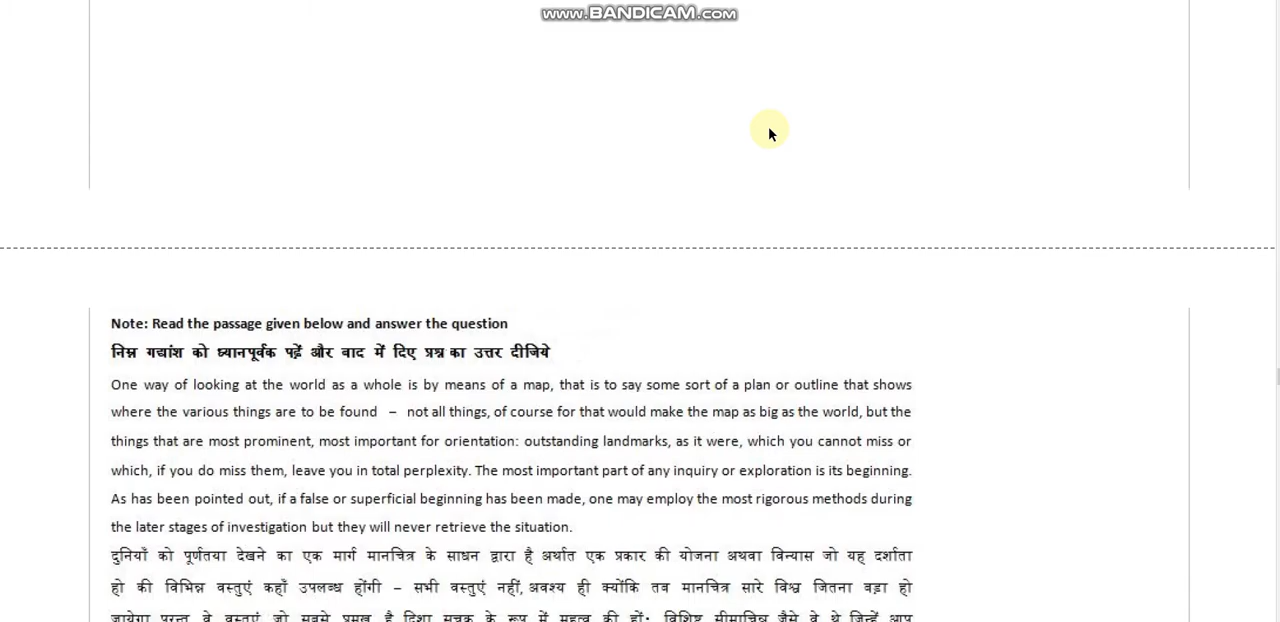 www.BANDICAM.com
Note: Read the passage given below and answer the question
निम्न गद्यांश को ध्यानपूर्वक पढ़ें और बाद में दिए प्रश्न का उत्तर दीजिये
One way of looking at the world as a whole is by means of a map, that is to say some sort of a plan or outline that shows
where the various things are to be found – not all things, of course for that would make the map as big as the world, but the
things that are most prominent, most important for orientation: outstanding landmarks, as it were, which you cannot miss or
which, if you do miss them, leave you in total perplexity. The most important part of any inquiry or exploration is its beginning.
As has been pointed out, if a false or superficial beginning has been made, one may employ the most rigorous methods during
the later stages of investigation but they will never retrieve the situation.
दुनियाँ को पूर्णतया देखने का एक मार्ग मानचित्र के साधन द्वारा है अर्थात एक प्रकार की योजना अथवा विन्यास जो यह दर्शाता
हो की विभिन्न वस्तुएं कहाँ उपलब्ध होंगी – सभी वस्तुएं नहीं, अवश्य ही क्योंकि तब मानचित्र सारे विश्व जितना बड़ा हो
जायेगा परन्तु वे वस्तुएं जो सबसे प्रमुख है दिशा सूचक के रूप में महत्व की हों: विशिष्ट सीमाचिन्न जैसे वे थे जिन्हें आप